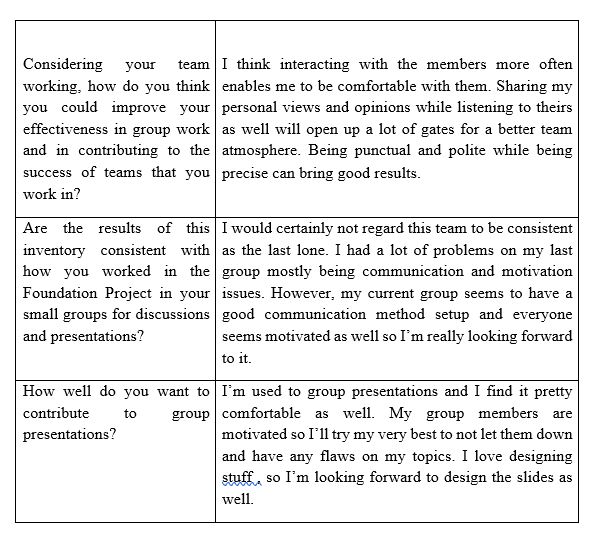 Considering your team
working, how do you think
you could improve your
effectiveness in group work
and in contributing to the
success of teams that you
work in?
I think interacting with the members more often
enables me to be comfortable with them. Sharing my
personal views and opinions while listening to theirs
as well will open up a lot of gates for a better team
atmosphere. Being punctual and polite while being
precise can bring good results.
Are the results of this
inventory consistent with
how you worked in the
Foundation Project in your
small groups for discussions
and presentations?
I would certainly not regard this team to be consistent
as the last lone. I had a lot of problems on my last
group mostly being communication and motivation
issues. However, my current group seems to have a
good communication method setup and everyone
seems motivated as well so I'm really looking forward
to it.
How well do you want to
contribute to group
presentations?
I'm used to group presentations and I find it pretty
comfortable as well. My group members are
motivated so I'll try my very best to not let them down
and have any flaws on my topics. I love designing
stuff , so I'm looking forward to design the slides as
well.